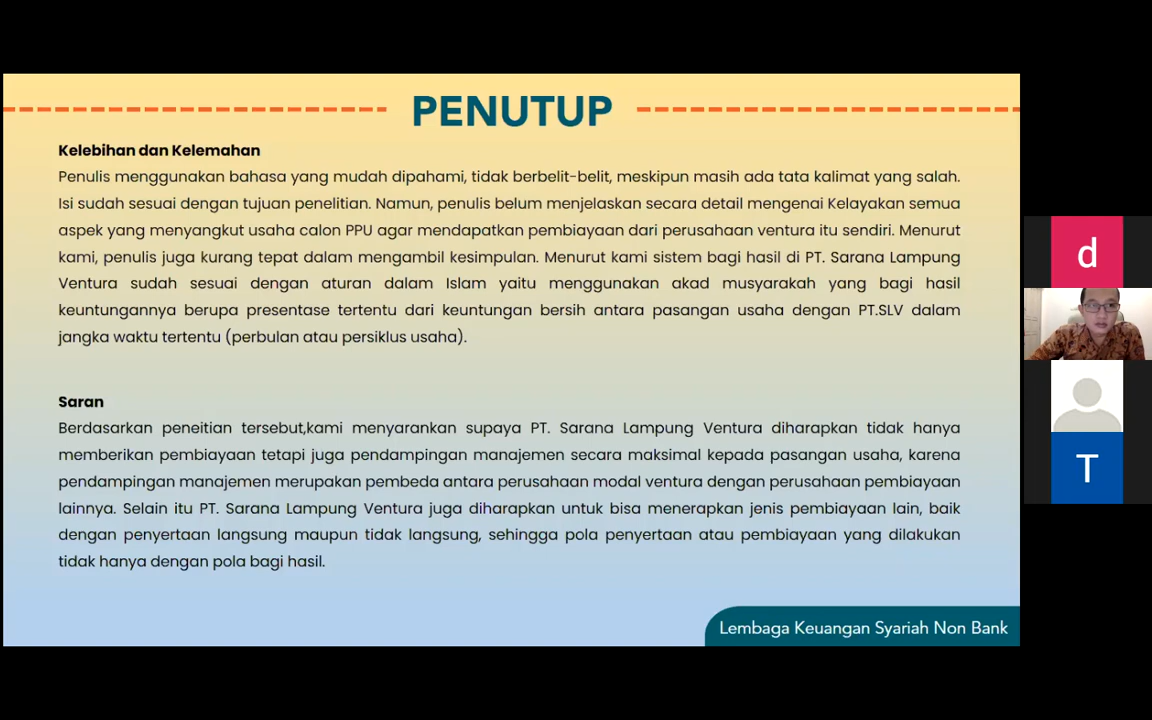 PENUTUP
Kelebihan dan Kelemahan
Penulis menggunakan bahasa yang mudah dipahami, tidak berbelit-belit, meskipun masih ada tata kalimat yang salah.
Isi sudah sesuai dengan tujuan penelitian. Namun, penulis belum menjelaskan secara detail mengenai Kelayakan semua
aspek yang menyangkut usaha calon PPU agar mendapatkan pembiayaan dari perusahaan ventura itu sendiri. Menurut
kami, penulis juga kurang tepat dalam mengambil kesimpulan. Menurut kami sistem bagi hasil di PT. Sarana Lampung
Ventura sudah sesuai dengan aturan dalam Islam yaitu menggunakan akad musyarakah yang bagi hasil
keuntungannya berupa presentase tertentu dari keuntungan bersih antara pasangan usaha dengan PT.SLV dalam
jangka waktu tertentu (perbulan atau persiklus usaha).
Saran
Berdasarkan peneitian tersebut,kami menyarankan supaya PT. Sarana Lampung Ventura diharapkan tidak hanya
memberikan pembiayaan tetapi juga pendampingan manajemen secara maksimal kepada pasangan usaha, karena
pendampingan manajemen merupakan pembeda antara perusahaan modal ventura dengan perusahaan pembiayaan
lainnya. Selain itu PT. Sarana Lampung Ventura juga diharapkan untuk bisa menerapkan jenis pembiayaan lain, baik
dengan penyertaan langsung maupun tidak langsung, sehingga pola penyertaan atau pembiayaan yang dilakukan
tidak hanya dengan pola bagi hasil.
Lembaga Keuangan Syariah Non Bank
d
T